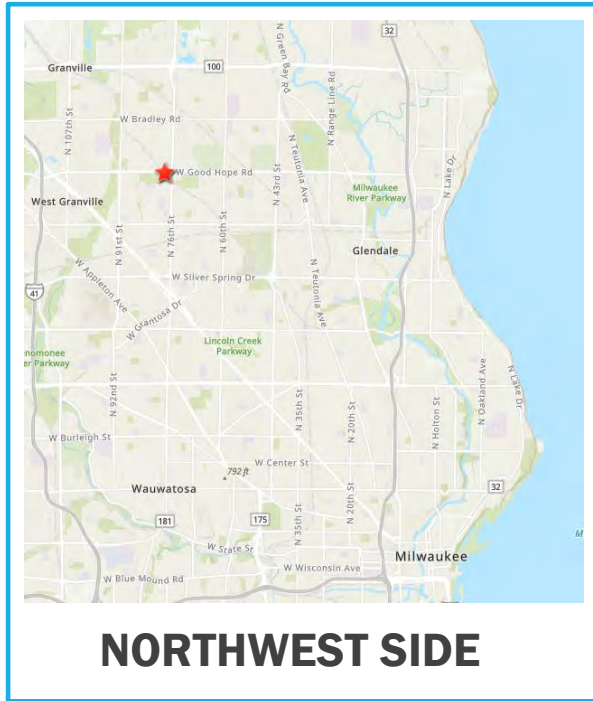 32
N Green Bay Rd
Granville
100
N Range Line Rd
N 107th St
W Bradley Rd
N Teutonia Ave
W Good Hope Rd
N 43rd St
N Lake Dr
Milwaukee
River Parkway
West Granville
N 91st St
N 76th St
N 60th St
Glendale
W Appleton Ave
W Silver Spring Dr
N Teutonia Ave
41
W Grantosa Dr
Lincoln Creek
Parkway
nomonee
er Parkway
N 92nd St
N 35th St
N 20th St
N Holton St
N Oakland Ave
N Lake Dr
W Burleigh St
W Center St
792 ft
Wauwatosa
32
N 35th St
N 20th St
181
175
W State St
M
Milwaukee
W Wisconsin Ave
W Blue Mound Rd
NORTHWEST SIDE